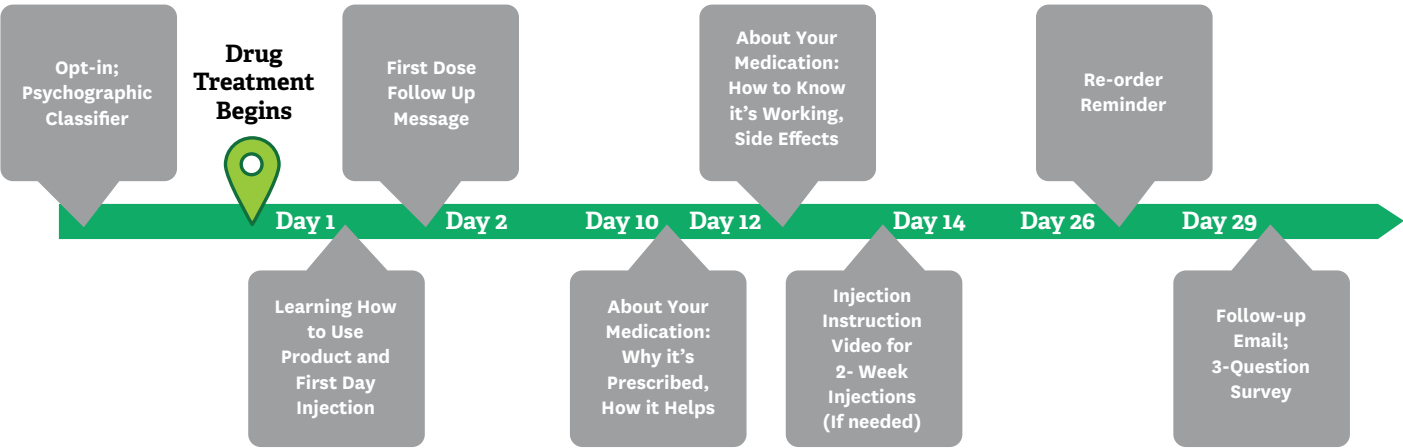 Opt-in;
Psychographic
Classifier
Drug
Treatment
Begins
First Dose
Follow Up
Message
About Your
Medication:
How to Know
it's Working,
Side Effects
Re-order
Reminder
Day 1
Day 2
Day 10
Day 12
Day 14
Day 26
Day 29
Learning How
to Use
Product and
First Day
Injection
About Your
Medication:
Why it's
Prescribed,
How it Helps
Injection
Instruction
Video for
2- Week
Injections
(If needed)
Follow-up
Email;
3-Question
Survey